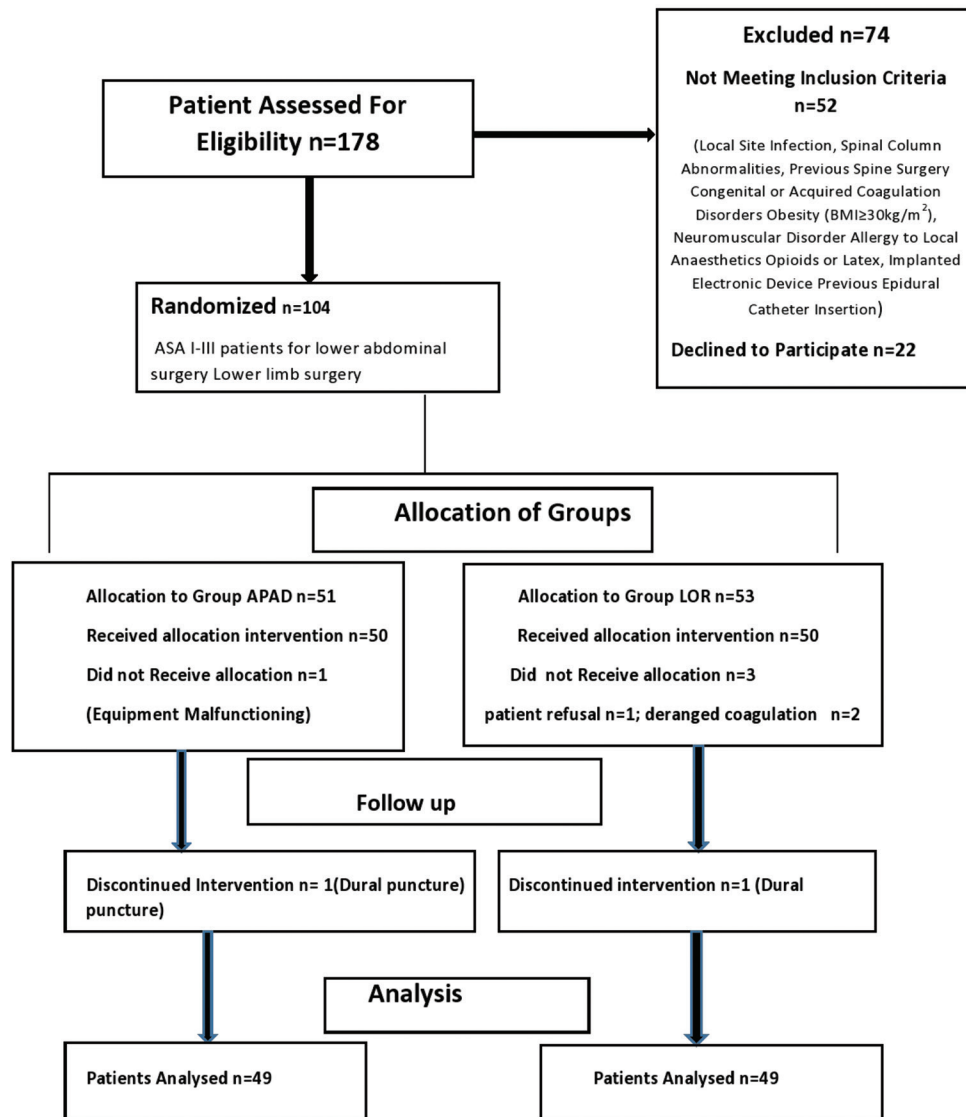 Patient Assessed For
Eligibility n=178
Excluded n=74
Not Meeting Inclusion Criteria
n=52
(Local Site Infection, Spinal Column
Abnormalities, Previous Spine Surgery
Congenital or Acquired Coagulation
Disorders Obesity (BMI≥30kg/m²),
Neuromuscular Disorder Allergy to Local
Anaesthetics Opioids or Latex, Implanted
Electronic Device Previous Epidural
Catheter Insertion)
Declined to Participate n=22
Randomized n=104
ASA I-III patients for lower abdominal
surgery Lower limb surgery
Allocation of Groups
Allocation to Group APAD n=51
Received allocation intervention n=50
Did not Receive allocation n=1
(Equipment Malfunctioning)
Allocation to Group LOR n=53
Received allocation intervention n=50
Did not Receive allocation n=3
patient refusal n=1; deranged coagulation n=2
Follow up
Discontinued Intervention n= 1(Dural puncture)
puncture)
Discontinued intervention n=1 (Dural
Analysis
Patients Analysed n=49
Patients Analysed n=49